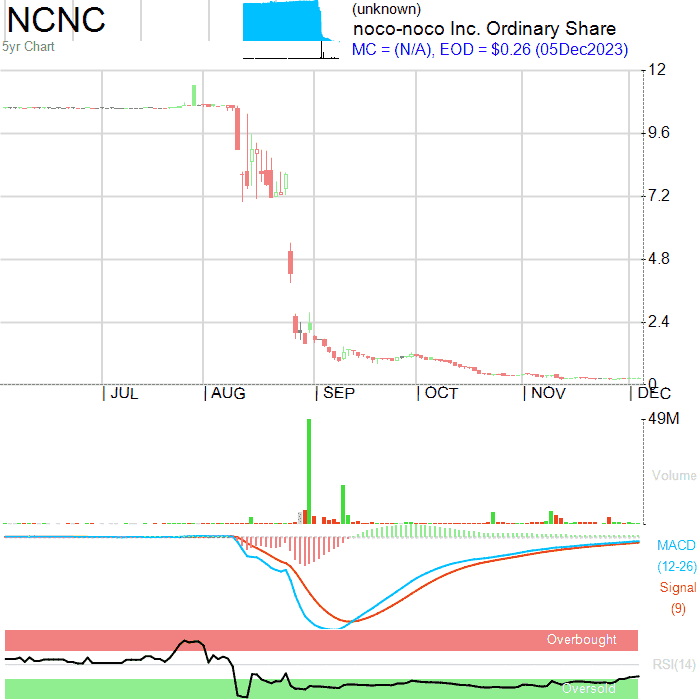 NCNC
5yr Chart
(unknown)
noco-noco Inc. Ordinary Share
MC = (N/A), EOD = $0.26 (05Dec2023)
12
9.6
7.2
4.8
2.4
0
JUL
AUG
SEP
OCT
NOV
DEC
49M
Volume
MACD
(12-26)
Signal
(9)
Overbought
RSI(14)
Oversold